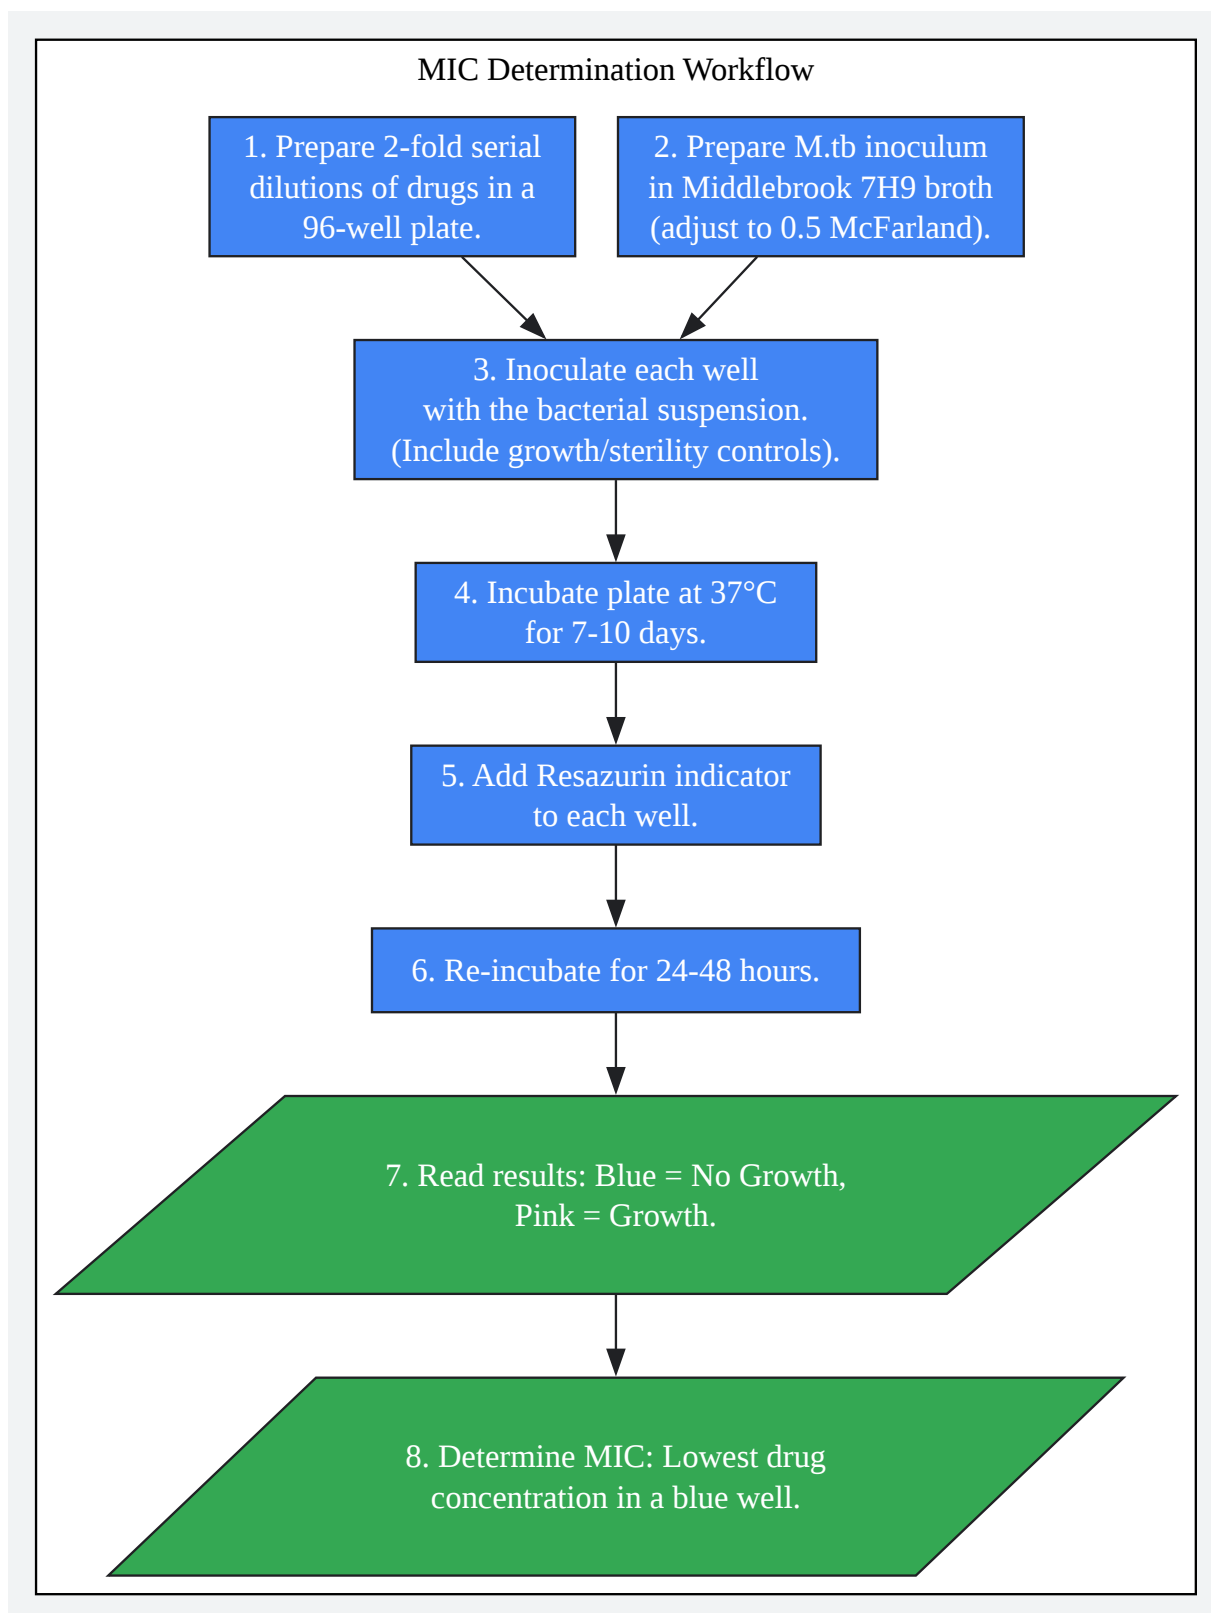 MIC Determination Workflow
1. Prepare 2-fold serial
dilutions of drugs in a
96-well plate.
2. Prepare M.tb inoculum
in Middlebrook 7H9 broth
(adjust to 0.5 McFarland).
3. Inoculate each well
with the bacterial suspension.
(Include growth/sterility controls).
4. Incubate plate at 37°C
for 7-10 days.
5. Add Resazurin indicator
to each well.
6. Re-incubate for 24-48 hours.
7. Read results: Blue = No Growth,
Pink = Growth.
8. Determine MIC: Lowest drug
concentration in a blue well.